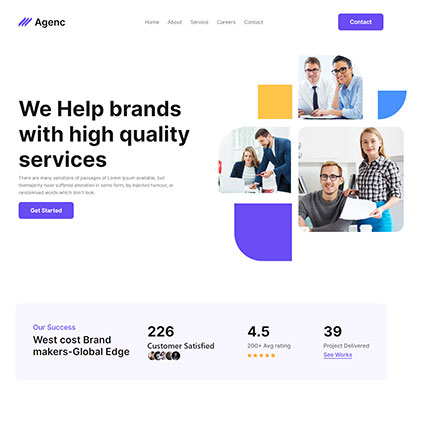 Agenc
Home
About
Service
Careers
Contact
Contact
We Help brands
with high quality
services
There are many variations of passages of Lorem Ipsum available, but
themajority have suffered alteration in some form, by injected humour, or
randomised words which don't look.
Get Started
Our Success
West cost Brand
makers-Global Edge
226
Customer Satisfied
4.5
200+ Avg rating
39
Project Delivered
See Works